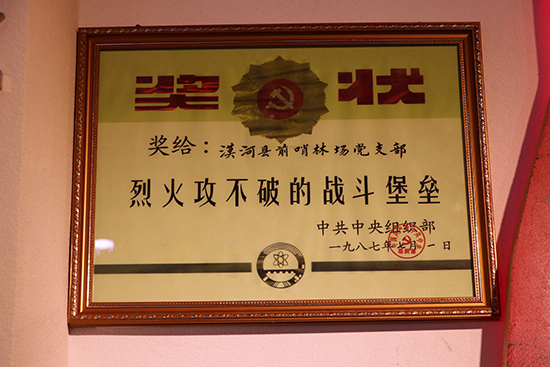 奖状
奖给：漠河县前哨林场党支部
烈火攻不破的战斗堡垒
中共中央组织部
一九八七年七月一日